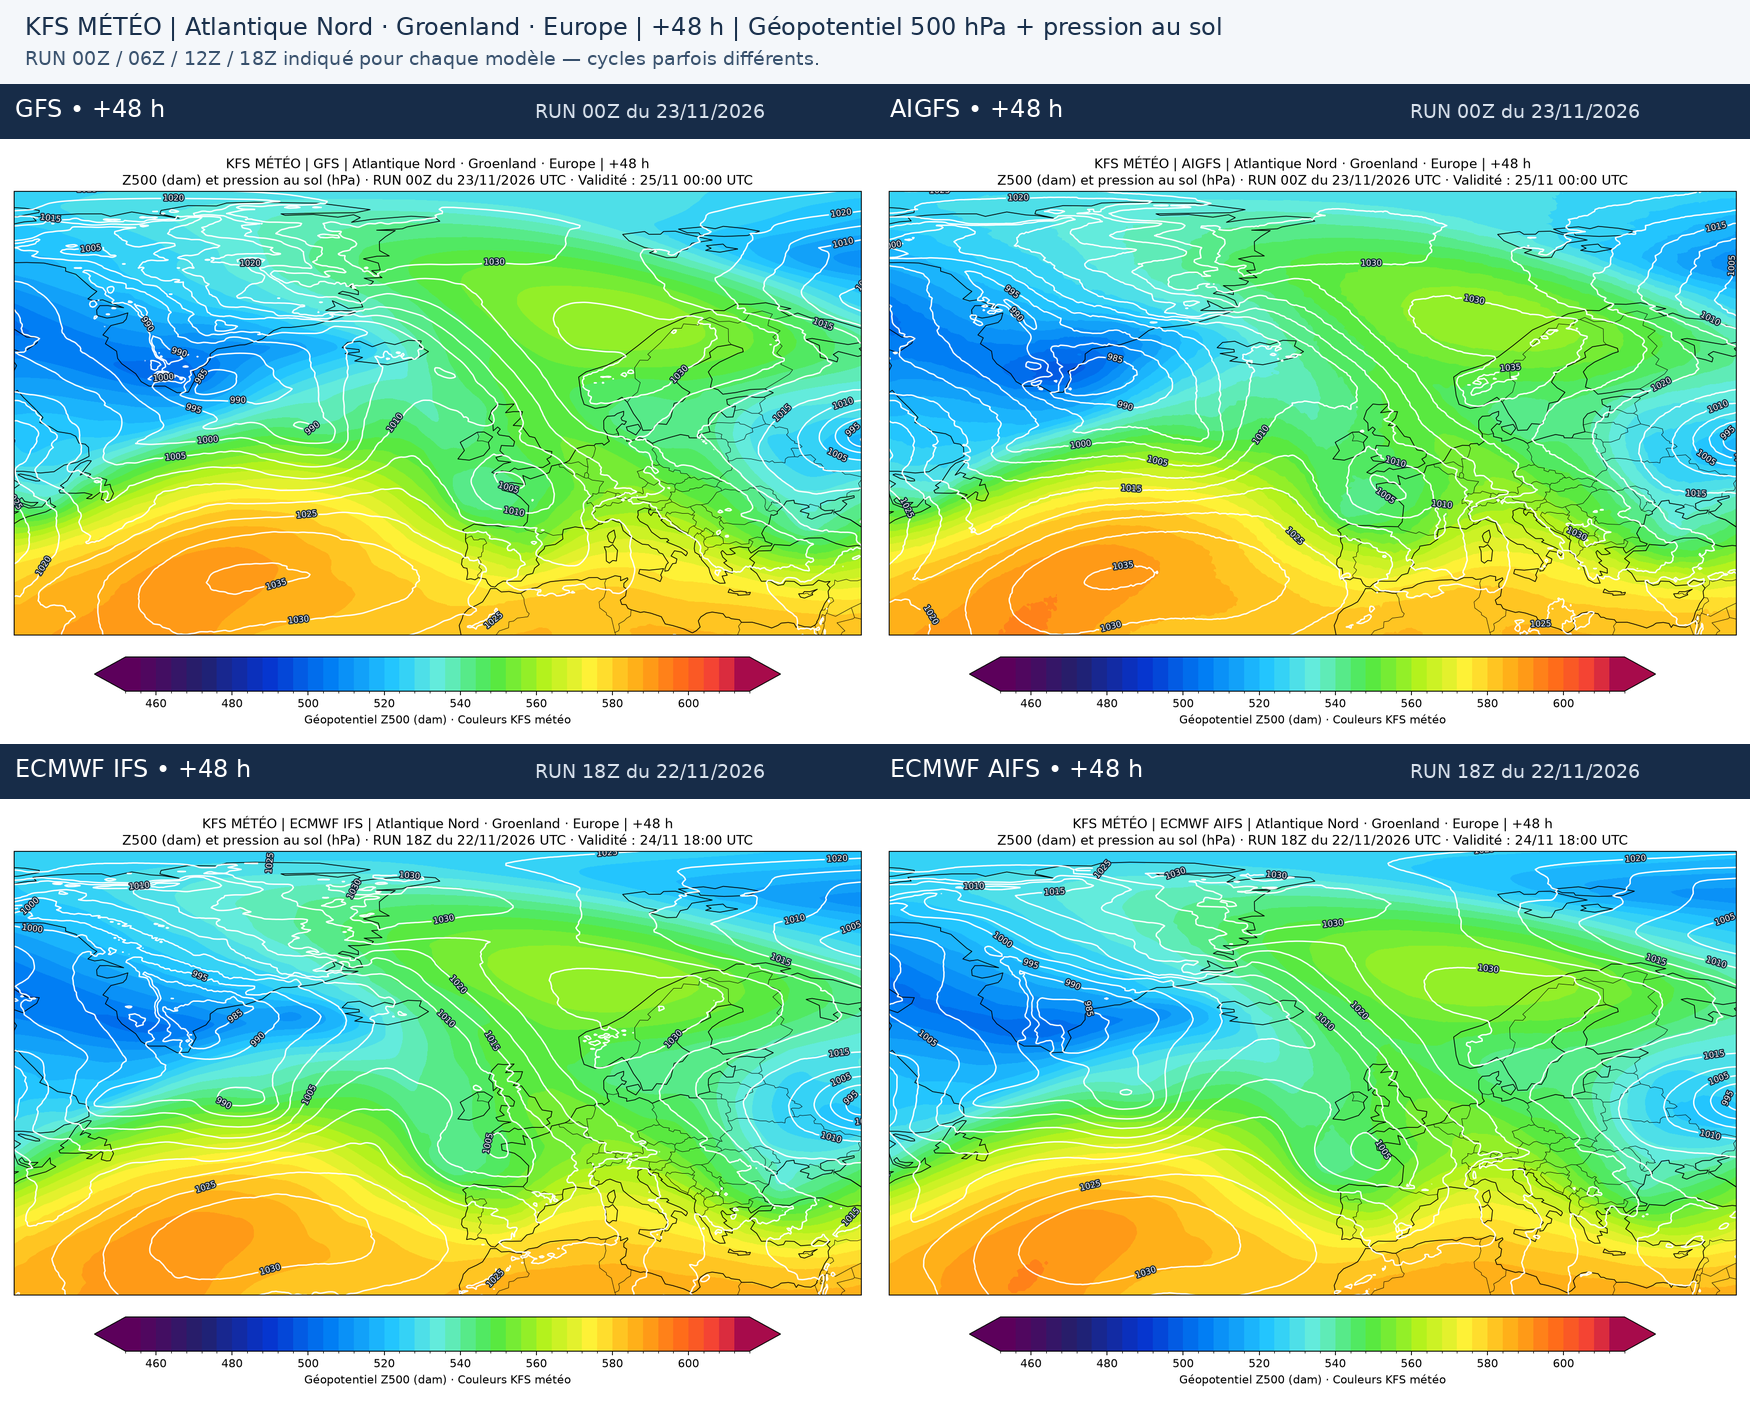 KFS MÉTÉO | Atlantique Nord · Groenland · Europe | +48 h | Géopotentiel 500 hPa + pression au sol
RUN 00Z / 06Z / 12Z / 18Z indiqué pour chaque modèle — cycles parfois différents.
GFS • +48 h
RUN 00Z du 23/11/2026
AIGFS • +48 h
RUN 00Z du 23/11/2026
KFS MÉTÉO | GFS | Atlantique Nord · Groenland · Europe | +48 h
Z500 (dam) et pression au sol (hPa) · RUN 00Z du 23/11/2026 UTC · Validité : 25/11 00:00 UTC
KFS MÉTÉO | AIGFS | Atlantique Nord · Groenland · Europe | +48 h
Z500 (dam) et pression au sol (hPa) · RUN 00Z du 23/11/2026 UTC · Validité : 25/11 00:00 UTC
460 480 500 520 540 560 580 600
Géopotentiel Z500 (dam) · Couleurs KFS météo
460 480 500 520 540 560 580 600
Géopotentiel Z500 (dam) · Couleurs KFS météo
ECMWF IFS • +48 h
RUN 18Z du 22/11/2026
ECMWF AIFS • +48 h
RUN 18Z du 22/11/2026
KFS MÉTÉO | ECMWF IFS | Atlantique Nord · Groenland · Europe | +48 h
Z500 (dam) et pression au sol (hPa) · RUN 18Z du 22/11/2026 UTC · Validité : 24/11 18:00 UTC
KFS MÉTÉO | ECMWF AIFS | Atlantique Nord · Groenland · Europe | +48 h
Z500 (dam) et pression au sol (hPa) · RUN 18Z du 22/11/2026 UTC · Validité : 24/11 18:00 UTC
460 480 500 520 540 560 580 600
Géopotentiel Z500 (dam) · Couleurs KFS météo
460 480 500 520 540 560 580 600
Géopotentiel Z500 (dam) · Couleurs KFS météo